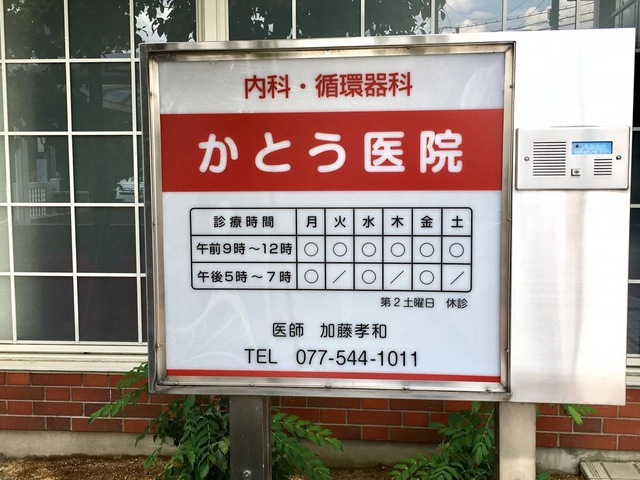 内科・循環器科
かとう医院
診療時間 月 火 水 木 金 土
午前9時～12時 ○ ○ ○ ○ ○ ○
午後5時～7時 ○ ／ ○ ／ ○ ／
第2土曜日 休診
医師 加藤孝和
TEL 077-544-1011